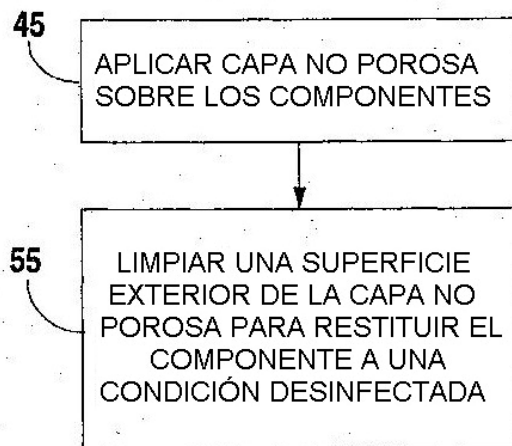 45
APLICAR CAPA NO POROSA
SOBRE LOS COMPONENTES
55
LIMPIAR UNA SUPERFICIE
EXTERIOR DE LA CAPA NO
POROSA PARA RESTITUIR EL
COMPONENTE A UNA
CONDICIÓN DESINFECTADA